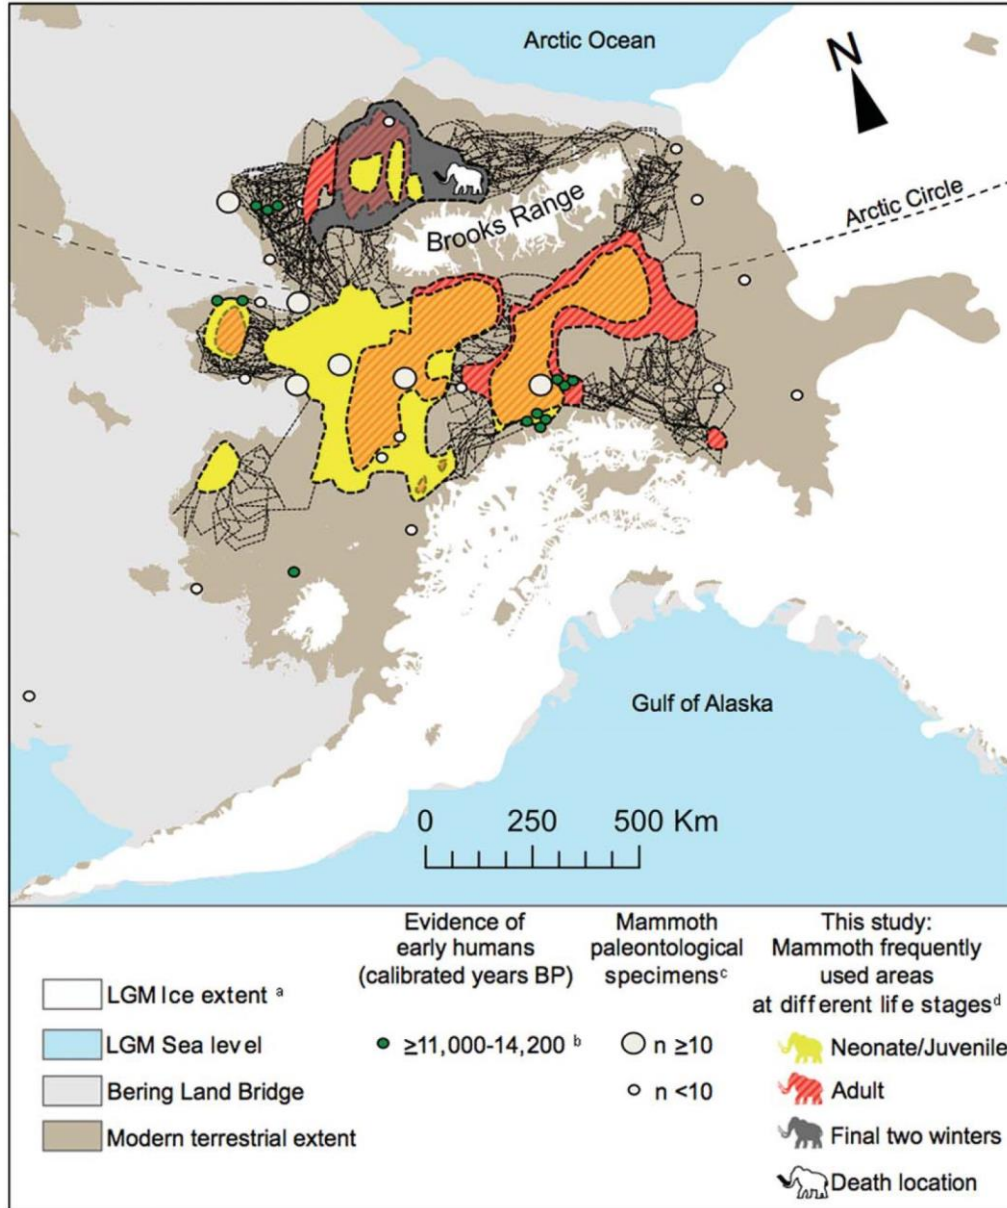 Arctic Ocean
N
Brooks Range
Arctic Circle
Gulf of Alaska
0 250 500 Km
LGM Ice extent a
LGM Sea level
Bering Land Bridge
Modern terrestrial extent
Evidence of
early humans
(calibrated years BP)
≥11,000-14,200 b
Mammoth
paleontological
specimens c
n ≥10
n <10
This study:
Mammoth frequently
used areas
at different life stages d
Neonate/Juvenile
Adult
Final two winters
Death location